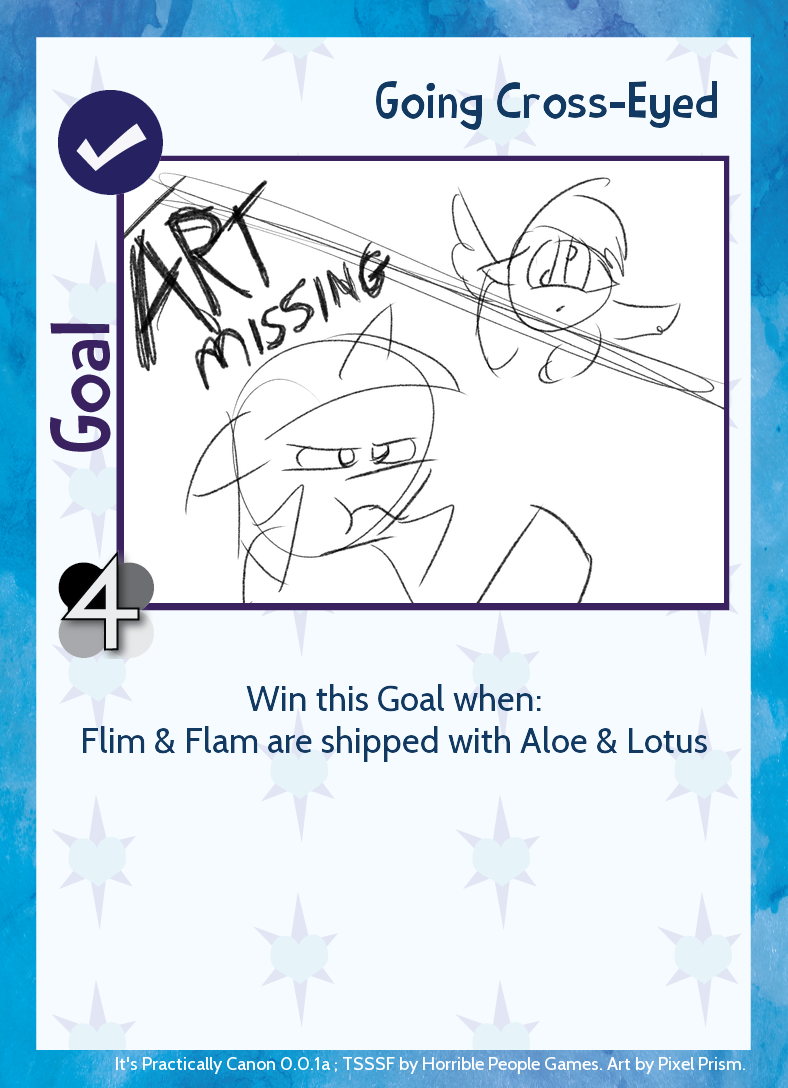 Going Cross-Eyed
ART
MISSING
Goal
4
Win this Goal when:
Flim & Flam are shipped with Aloe & Lotus
It's Practically Canon 0.0.1a ; TSSSF by Horrible People Games. Art by Pixel Prism.